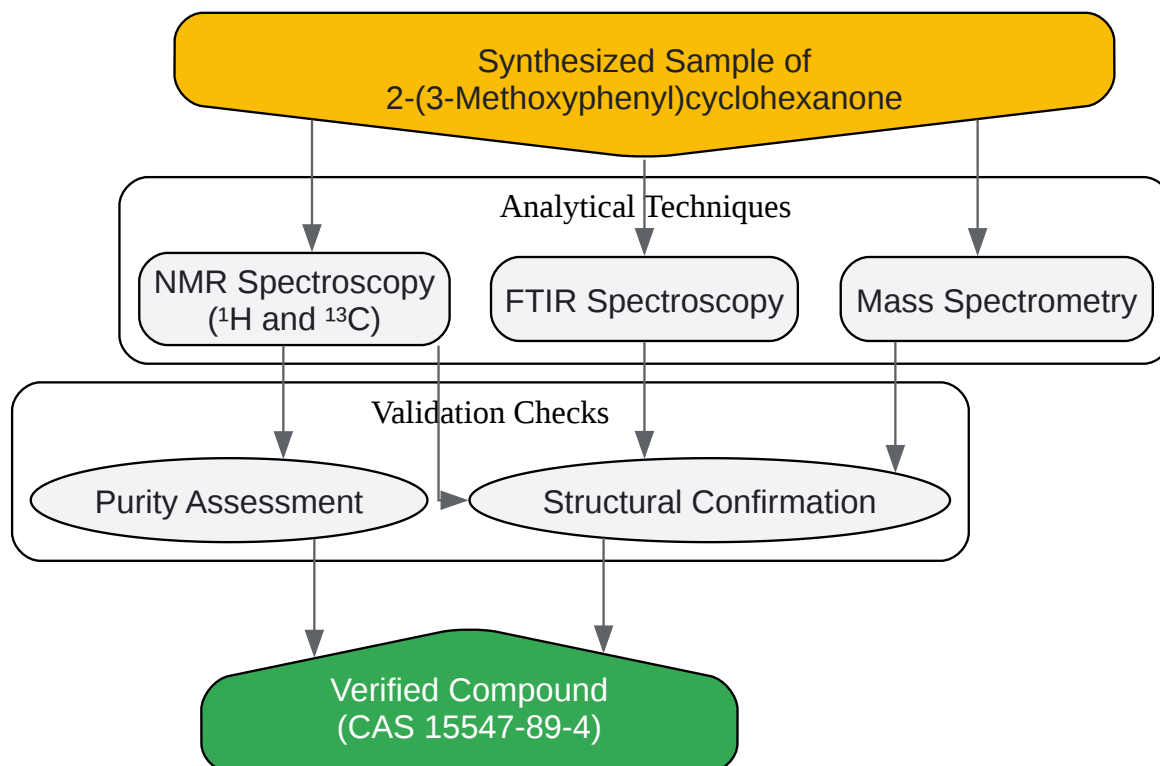 Synthesized Sample of
2-(3-Methoxyphenyl)cyclohexanone
Analytical Techniques
NMR Spectroscopy
(¹H and ¹³C)
FTIR Spectroscopy
Mass Spectrometry
Validation Checks
Purity Assessment
Structural Confirmation
Verified Compound
(CAS 15547-89-4)